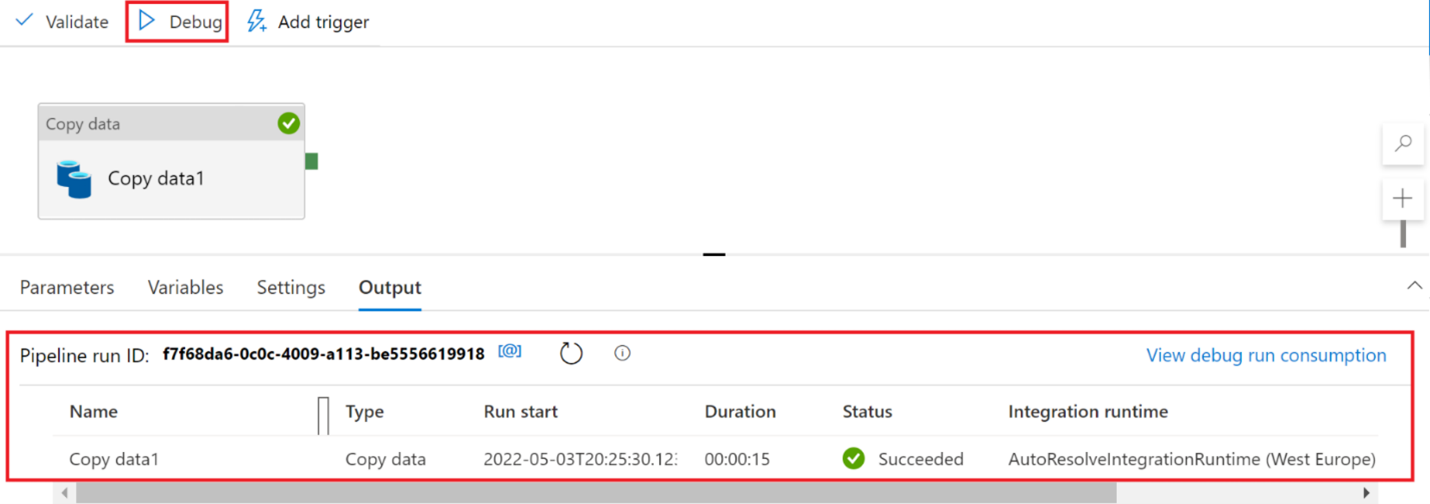 Validate Debug Add trigger
Copy data
Copy data1
Parameters Variables Settings Output
Pipeline run ID: f7f68da6-0c0c-4009-a113-be5556619918 [@] View debug run consumption
Name Type Run start Duration Status Integration runtime
Copy data1 Copy data 2022-05-03T20:25:30.12 00:00:15 Succeeded AutoResolveIntegrationRuntime (West Europe)